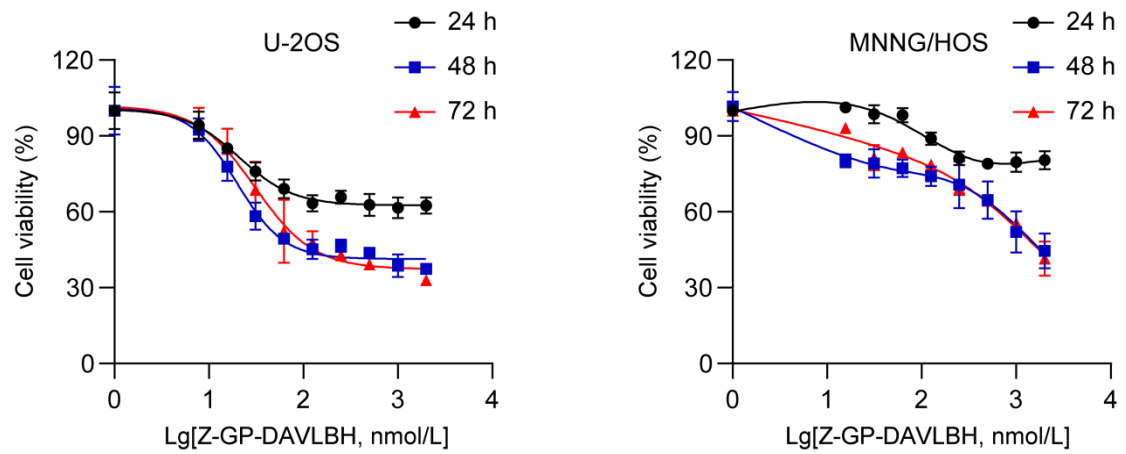 U-2OS
24 h
48 h
72 h
120
90
60
30
0
0 1 2 3 4
Cell viability (%)
Lg[Z-GP-DAVLBH, nmol/L]
MNNG/HOS
24 h
48 h
72 h
120
90
60
30
0
0 1 2 3 4
Cell viability (%)
Lg[Z-GP-DAVLBH, nmol/L]